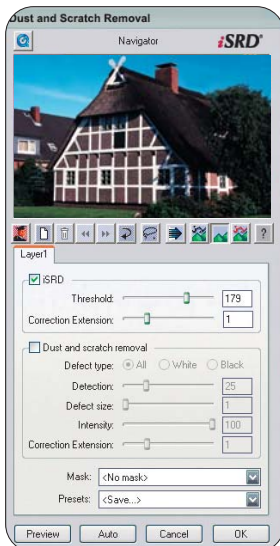 Dust and Scratch Removal
Navigator
iSRD®
?
Layer1
iSRD
Threshold: 179
Correction Extension: 1
Dust and scratch removal
Defect type: All White Black
Detection: 25
Defect size: 1
Intensity: 100
Correction Extension: 1
Mask: <No mask>
Presets: <Save...>
Preview Auto Cancel OK